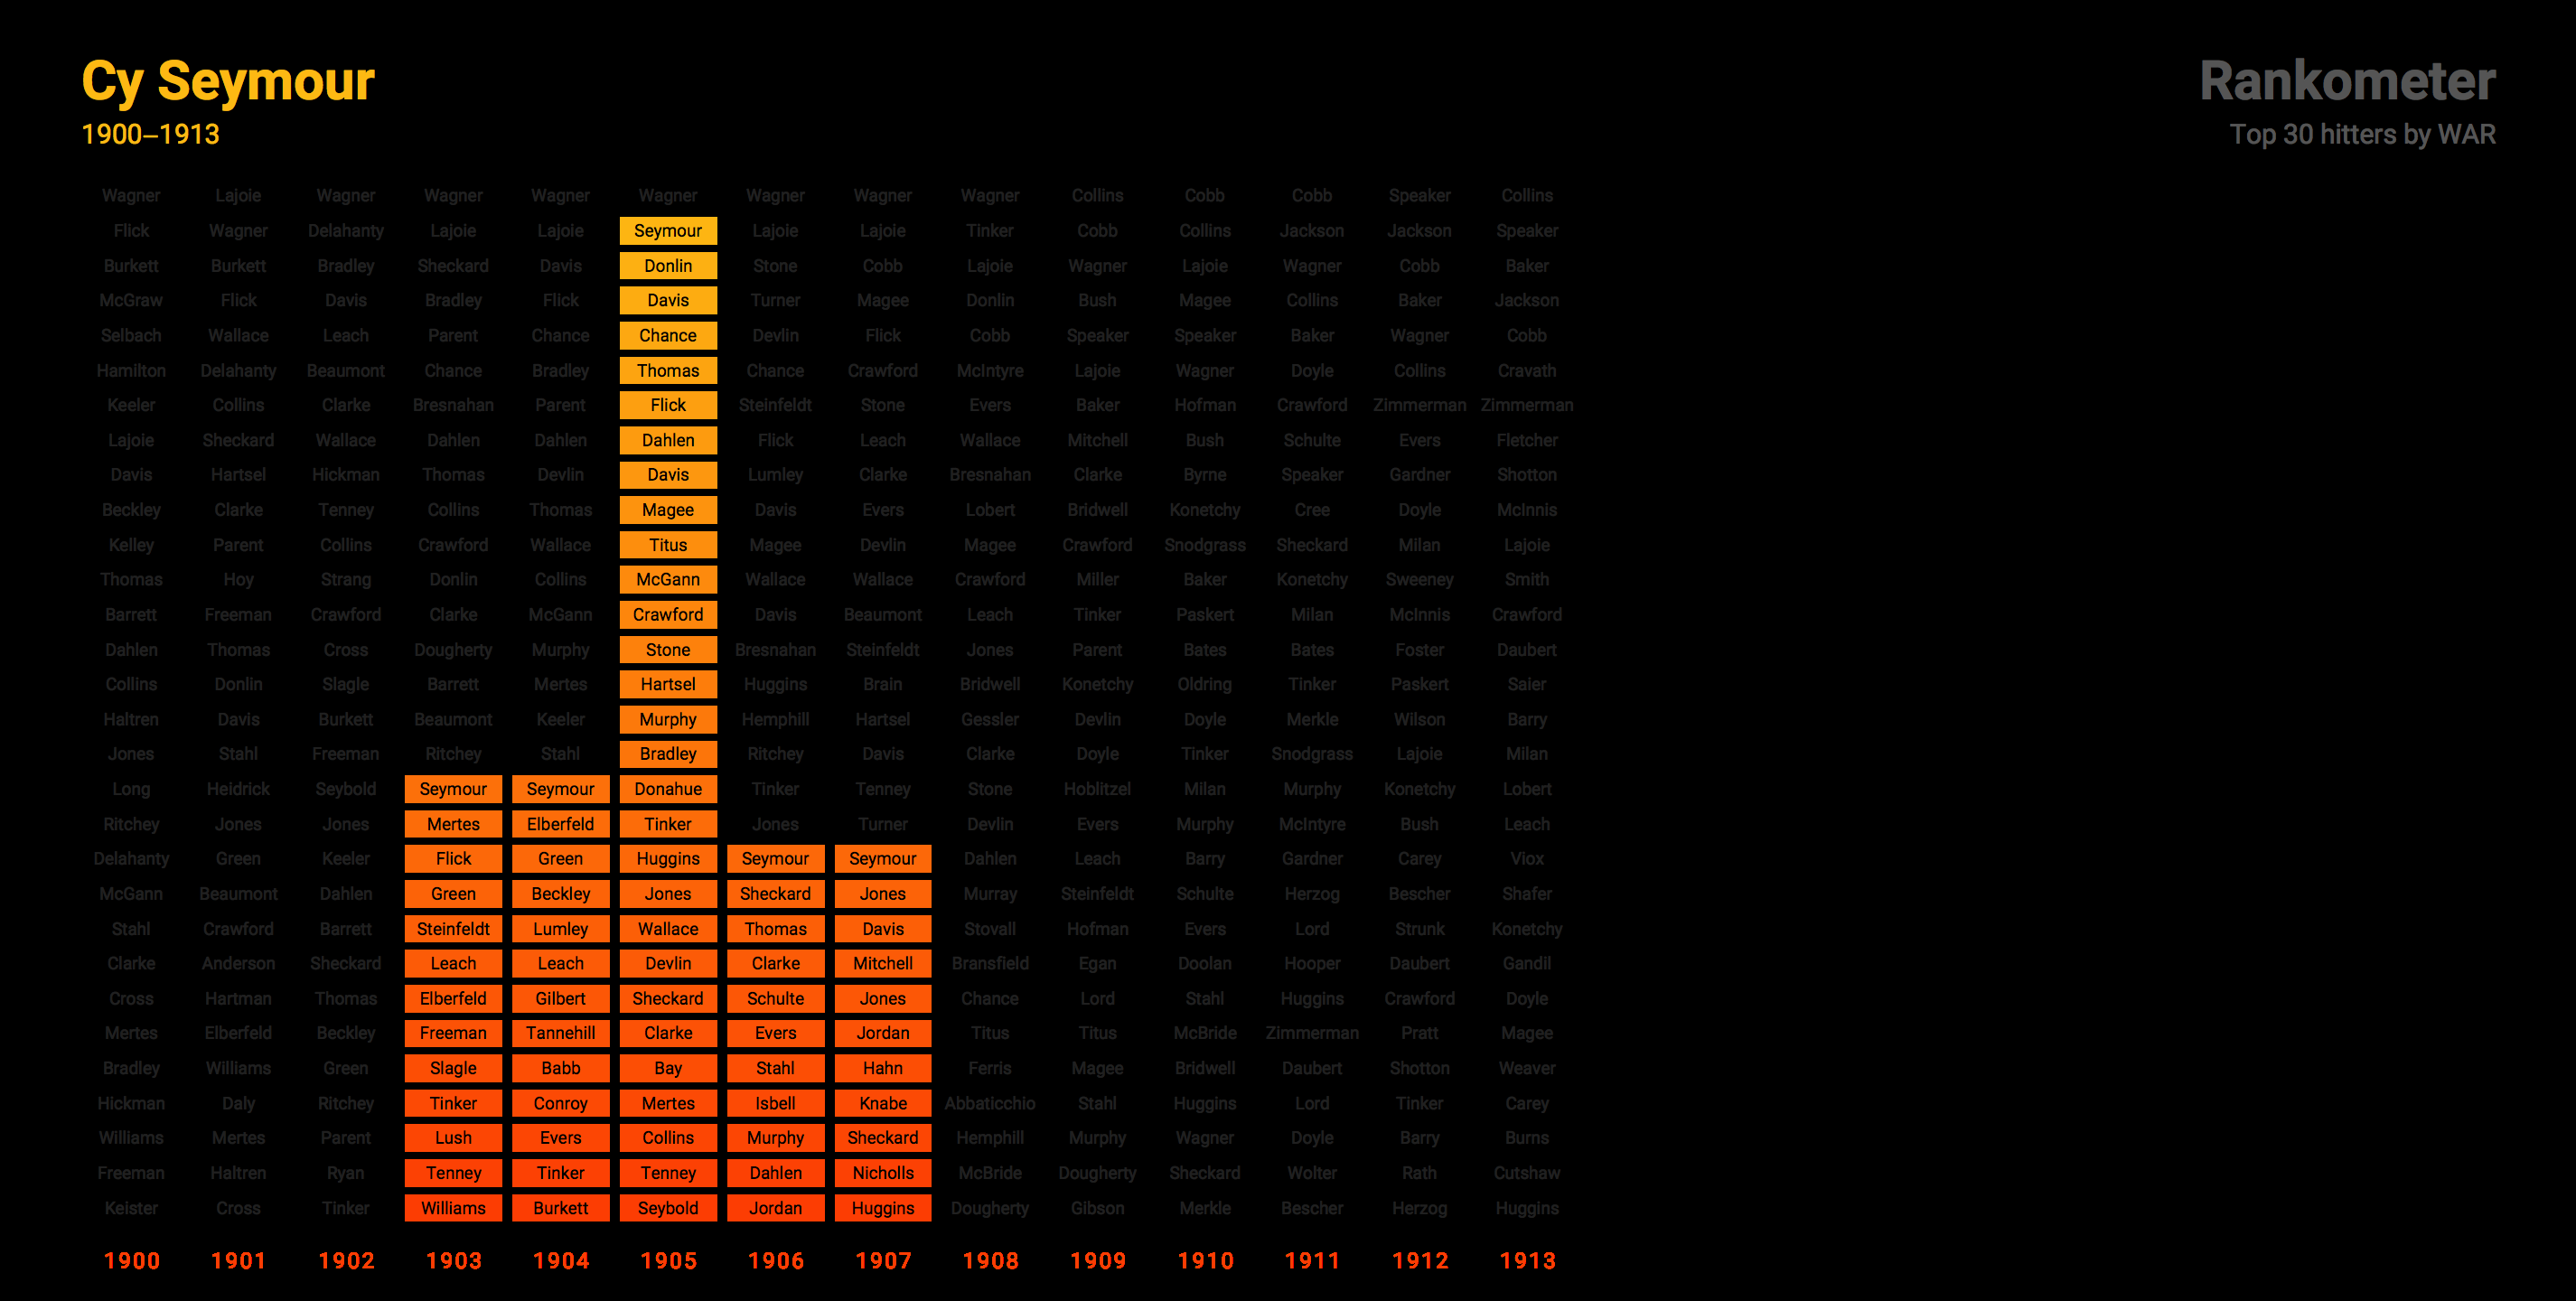 Cy Seymour
1900–1913
Rankometer
Top 30 hitters by WAR
Wagner Lajoie Wagner Wagner Wagner Wagner Wagner Wagner Wagner Collins Cobb Cobb Speaker Collins
Flick Wagner Delahanty Lajoie Lajoie Seymour Lajoie Lajoie Tinker Cobb Collins Jackson Jackson Speaker
Burkett Burkett Bradley Sheckard Davis Donlin Stone Cobb Lajoie Wagner Lajoie Wagner Cobb Baker
McGraw Flick Davis Bradley Flick Davis Turner Magee Donlin Bush Magee Collins Baker Jackson
Selbach Wallace Leach Parent Chance Chance Devlin Flick Cobb Speaker Speaker Baker Wagner Cobb
Hamilton Delahanty Beaumont Chance Bradley Thomas Chance Crawford McIntyre Lajoie Wagner Doyle Collins Cravath
Keeler Collins Clarke Bresnahan Parent Flick Steinfeldt Stone Evers Baker Hofman Crawford Zimmerman Zimmerman
Lajoie Sheckard Wallace Dahlen Dahlen Dahlen Flick Leach Wallace Mitchell Bush Schulte Evers Fletcher
Davis Hartsel Hickman Thomas Devlin Davis Lumley Clarke Bresnahan Clarke Byrne Speaker Gardner Shotton
Beckley Clarke Tenney Collins Thomas Magee Davis Evers Lobert Bridwell Konetchy Cree Doyle McInnis
Kelley Parent Collins Crawford Wallace Titus Magee Devlin Magee Crawford Snodgrass Sheckard Milan Lajoie
Thomas Hoy Strang Donlin Collins McGann Wallace Wallace Crawford Miller Baker Konetchy Sweeney Smith
Barrett Freeman Crawford Clarke McGann Crawford Davis Beaumont Leach Tinker Paskert Milan McInnis Crawford
Dahlen Thomas Cross Dougherty Murphy Stone Bresnahan Steinfeldt Jones Parent Bates Bates Foster Daubert
Collins Donlin Slagle Barrett Mertes Hartsel Huggins Brain Bridwell Konetchy Oldring Tinker Paskert Saier
Haltren Davis Burkett Beaumont Keeler Murphy Hemphill Hartsel Gessler Devlin Doyle Merkle Wilson Barry
Jones Stahl Freeman Ritchey Stahl Bradley Ritchey Davis Clarke Doyle Tinker Snodgrass Lajoie Milan
Long Heidrick Seybold Seymour Seymour Donahue Tinker Tenney Stone Hoblitzel Milan Murphy Konetchy Lobert
Ritchey Jones Jones Mertes Elberfeld Tinker Jones Turner Devlin Evers Murphy McIntyre Bush Leach
Delahanty Green Keeler Flick Green Huggins Seymour Seymour Dahlen Leach Barry Gardner Carey Viox
McGann Beaumont Dahlen Green Beckley Jones Sheckard Jones Murray Steinfeldt Schulte Herzog Bescher Shafer
Stahl Crawford Barrett Steinfeldt Lumley Wallace Thomas Davis Stovall Hofman Evers Lord Strunk Konetchy
Clarke Anderson Sheckard Leach Leach Devlin Clarke Mitchell Bransfield Egan Doolan Hooper Daubert Gandil
Cross Hartman Thomas Elberfeld Gilbert Sheckard Schulte Jones Chance Lord Stahl Huggins Crawford Doyle
Mertes Elberfeld Beckley Freeman Tannehill Clarke Evers Jordan Titus Titus McBride Zimmerman Pratt Magee
Bradley Williams Green Slagle Babb Bay Stahl Hahn Ferris Magee Bridwell Daubert Shotton Weaver
Hickman Daly Ritchey Tinker Conroy Mertes Isbell Knabe Abbaticchio Stahl Huggins Lord Tinker Carey
Williams Mertes Parent Lush Evers Collins Murphy Sheckard Hemphill Murphy Wagner Doyle Barry Burns
Freeman Haltren Ryan Tenney Tinker Tenney Dahlen Nicholls McBride Dougherty Sheckard Wolter Rath Cutshaw
Keister Cross Tinker Williams Burkett Seybold Jordan Huggins Dougherty Gibson Merkle Bescher Herzog Huggins
1900 1901 1902 1903 1904 1905 1906 1907 1908 1909 1910 1911 1912 1913